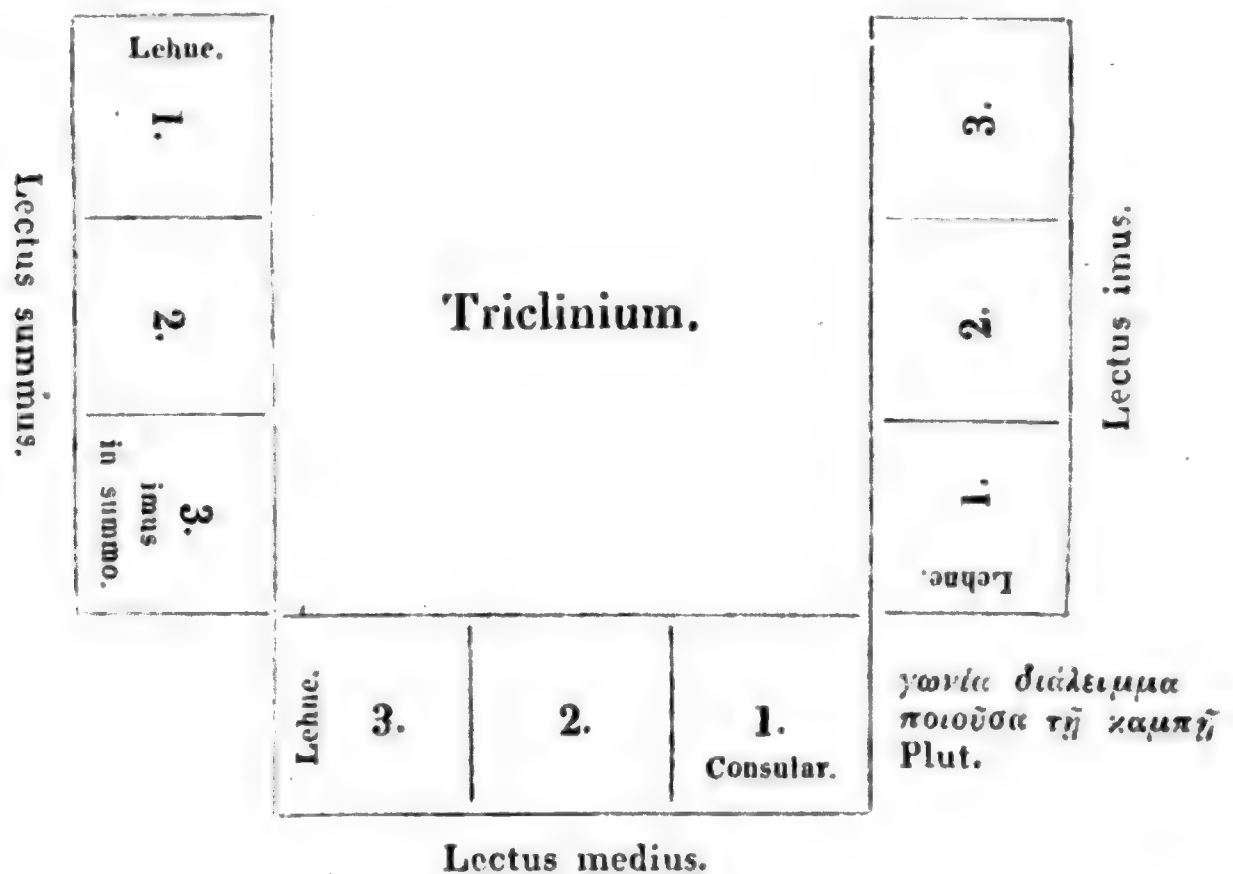 Lehne.
1.
2.
3.
imus
in summo.
Lectus summus.
Triclinium.
3.
2.
1.
Lehne.
Lectus imus.
Lehne.
3.
2.
1.
Consular.
γωνία διάλειμμα
ποιοῦσα τῇ καμπῇ
Plut.
Lectus medius.